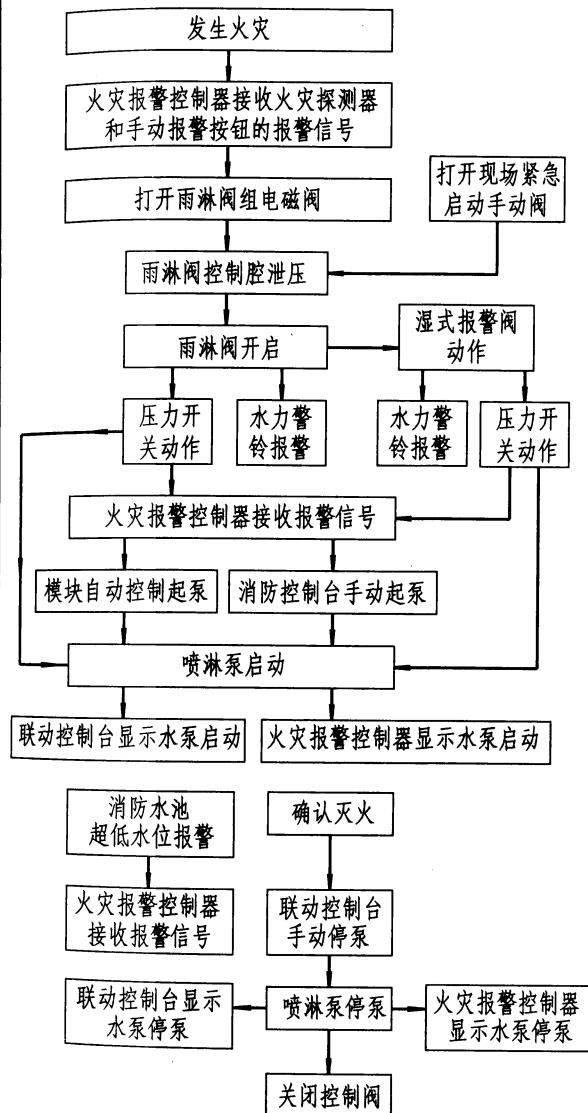 发生火灾
火灾报警控制器接收火灾探测器
和手动报警按钮的报警信号
打开雨淋阀组电磁阀
打开现场紧急
启动手动阀
雨淋阀控制腔泄压
雨淋阀开启
湿式报警阀
动作
压力开
关动作
水力警
铃报警
水力警
铃报警
压力开
关动作
火灾报警控制器接收报警信号
模块自动控制起泵
消防控制台手动起泵
喷淋泵启动
联动控制台显示水泵启动
火灾报警控制器显示水泵启动
消防水池
超低水位报警
确认灭火
火灾报警控制器
接收报警信号
联动控制台
手动停泵
联动控制台显示
水泵停泵
喷淋泵停泵
火灾报警控制器
显示水泵停泵
关闭控制阀